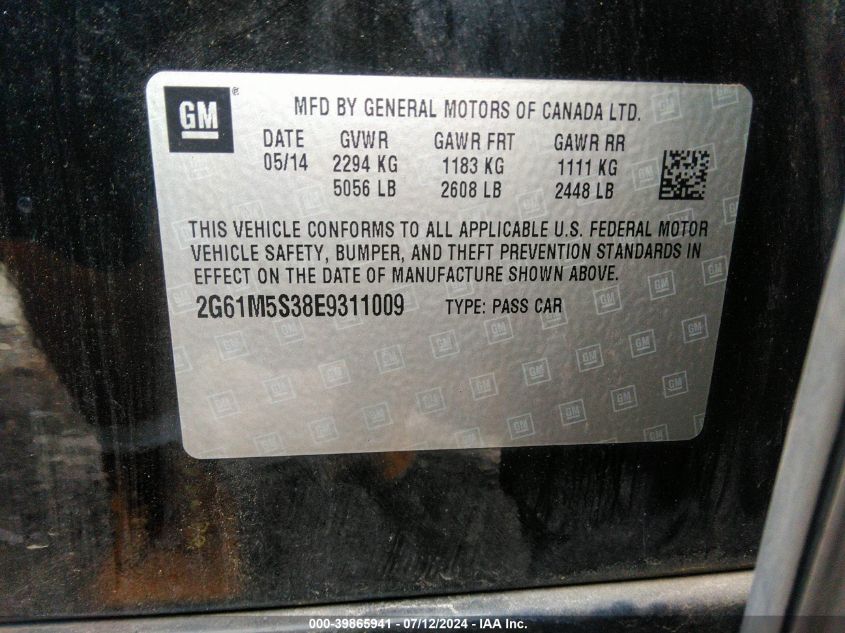 GM ®
MFD BY GENERAL MOTORS OF CANADA LTD.
DATE GVWR GAWR FRT GAWR RR
05/14 2294 KG 1183 KG 1111 KG
5056 LB 2608 LB 2448 LB
THIS VEHICLE CONFORMS TO ALL APPLICABLE U.S. FEDERAL MOTOR
VEHICLE SAFETY, BUMPER, AND THEFT PREVENTION STANDARDS IN
EFFECT ON THE DATE OF MANUFACTURE SHOWN ABOVE.
2G61M5S38E9311009 TYPE: PASS CAR
000-39865941 - 07/12/2024 - IAA Inc.